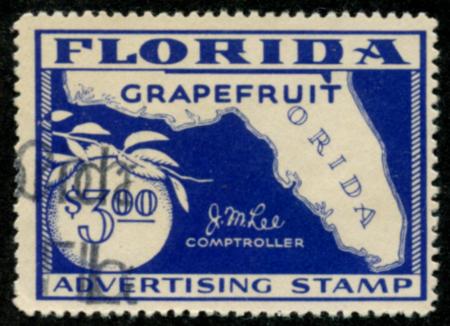 FLORIDA
GRAPEFRUIT
ORIDA
$3.00
J.M. Lee
COMPTROLLER
ADVERTISING STAMP